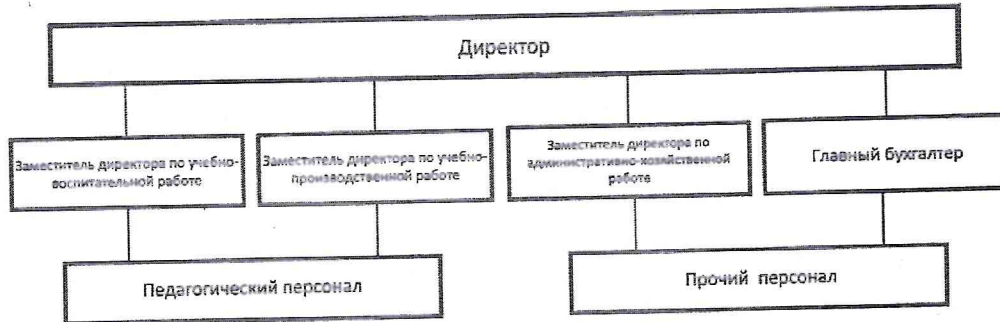 Директор
Заместитель директора по учебно-
воспитательной работе
Заместитель директора по учебно-
производственной работе
Заместитель директора по
административно-хозяйственной
работе
Главный бухгалтер
Педагогический персонал
Прочий персонал